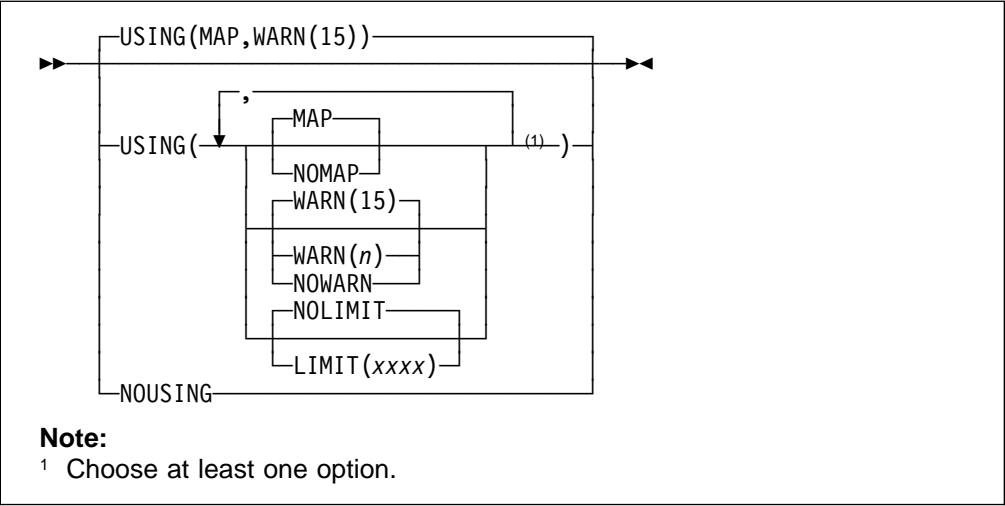 USING(MAP,WARN(15))
,
MAP
USING( (1) )
NOMAP
WARN(15)
WARN(n)
NOWARN
NOLIMIT
LIMIT(xxxx)
NOUSING
Note:
1 Choose at least one option.